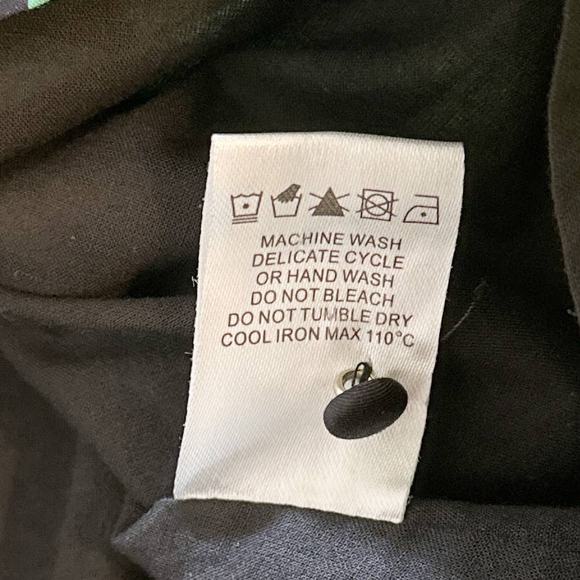 MACHINE WASH
DELICATE CYCLE
OR HAND WASH
DO NOT BLEACH
DO NOT TUMBLE DRY
COOL IRON MAX 110°C